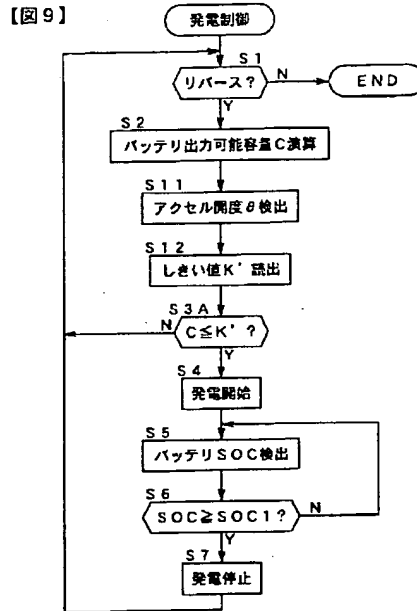 【図9】
発電制御
S1
リバース?
N
END
Y
S2
バッテリ出力可能容量C演算
S11
アクセル開度θ検出
S12
しきい値K'読出
S3A
N
C≦K'?
Y
S4
発電開始
S5
バッテリSOC検出
S6
SOC≧SOC1?
N
Y
S7
発電停止